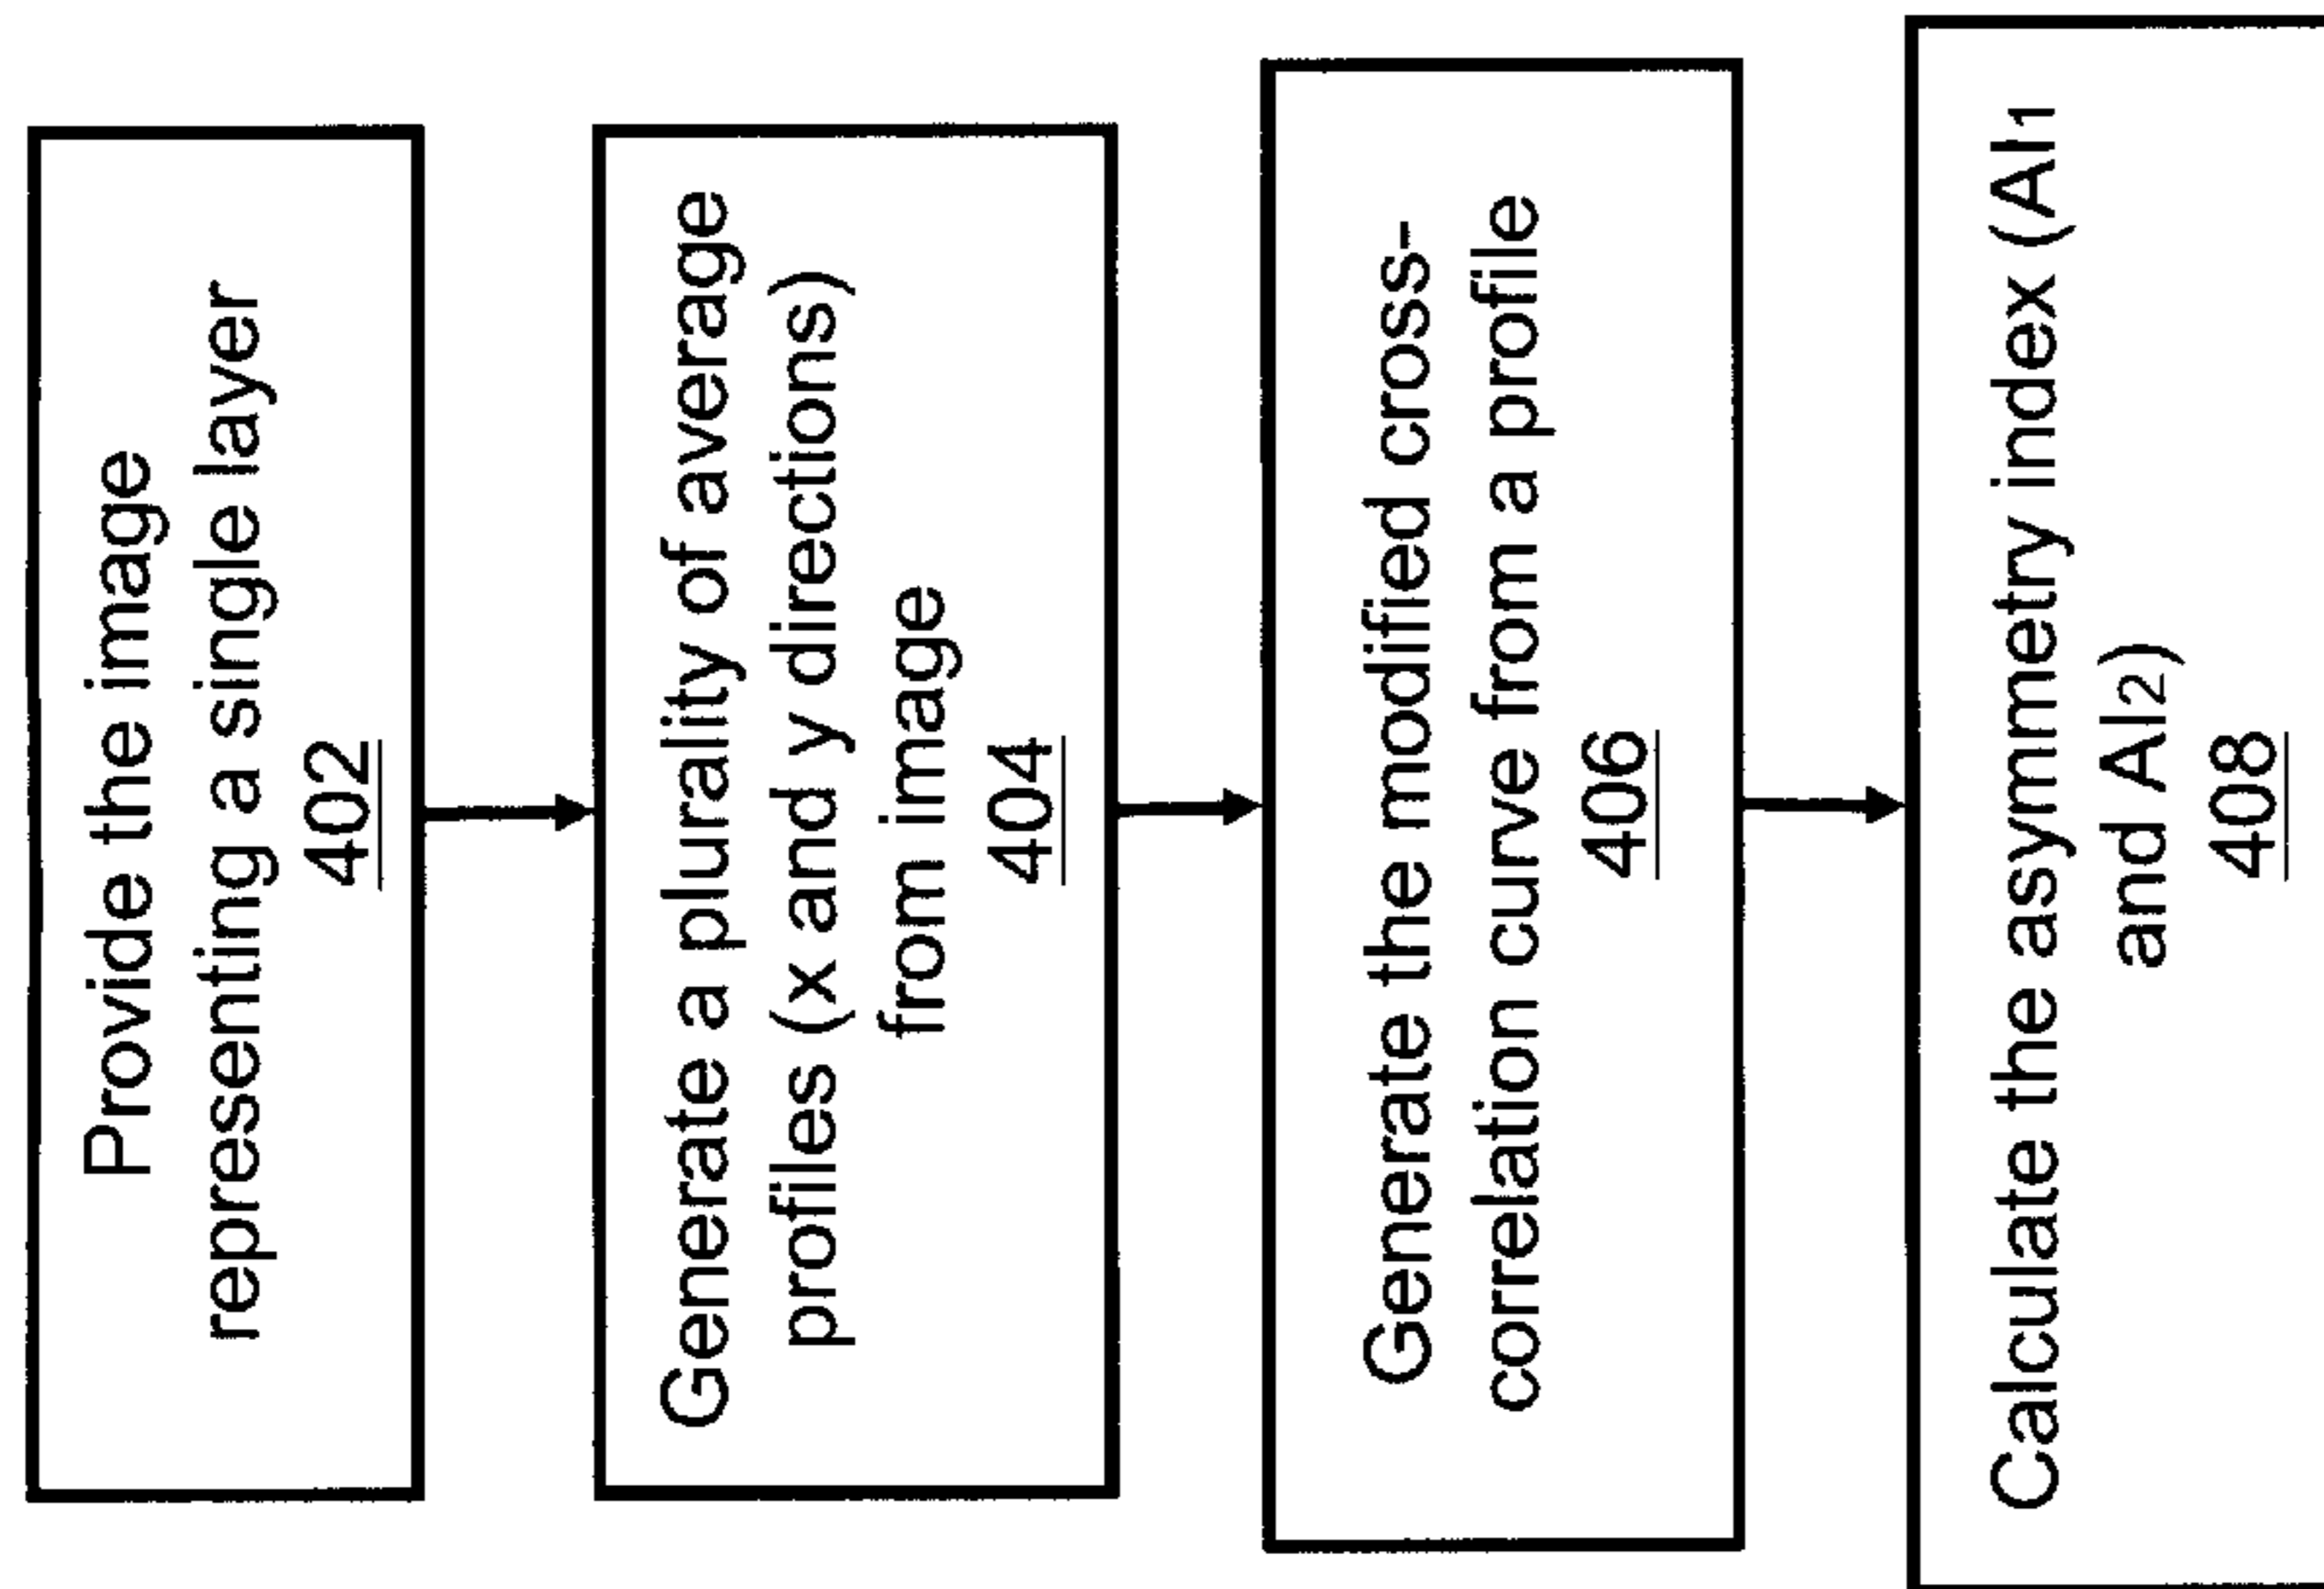 Provide the image
representing a single layer
402
Generate a plurality of average
profiles (x and y directions)
from image
404
Generate the modified cross-
correlation curve from a profile
406
Calculate the asymmetry index (AI1
and AI2)
408